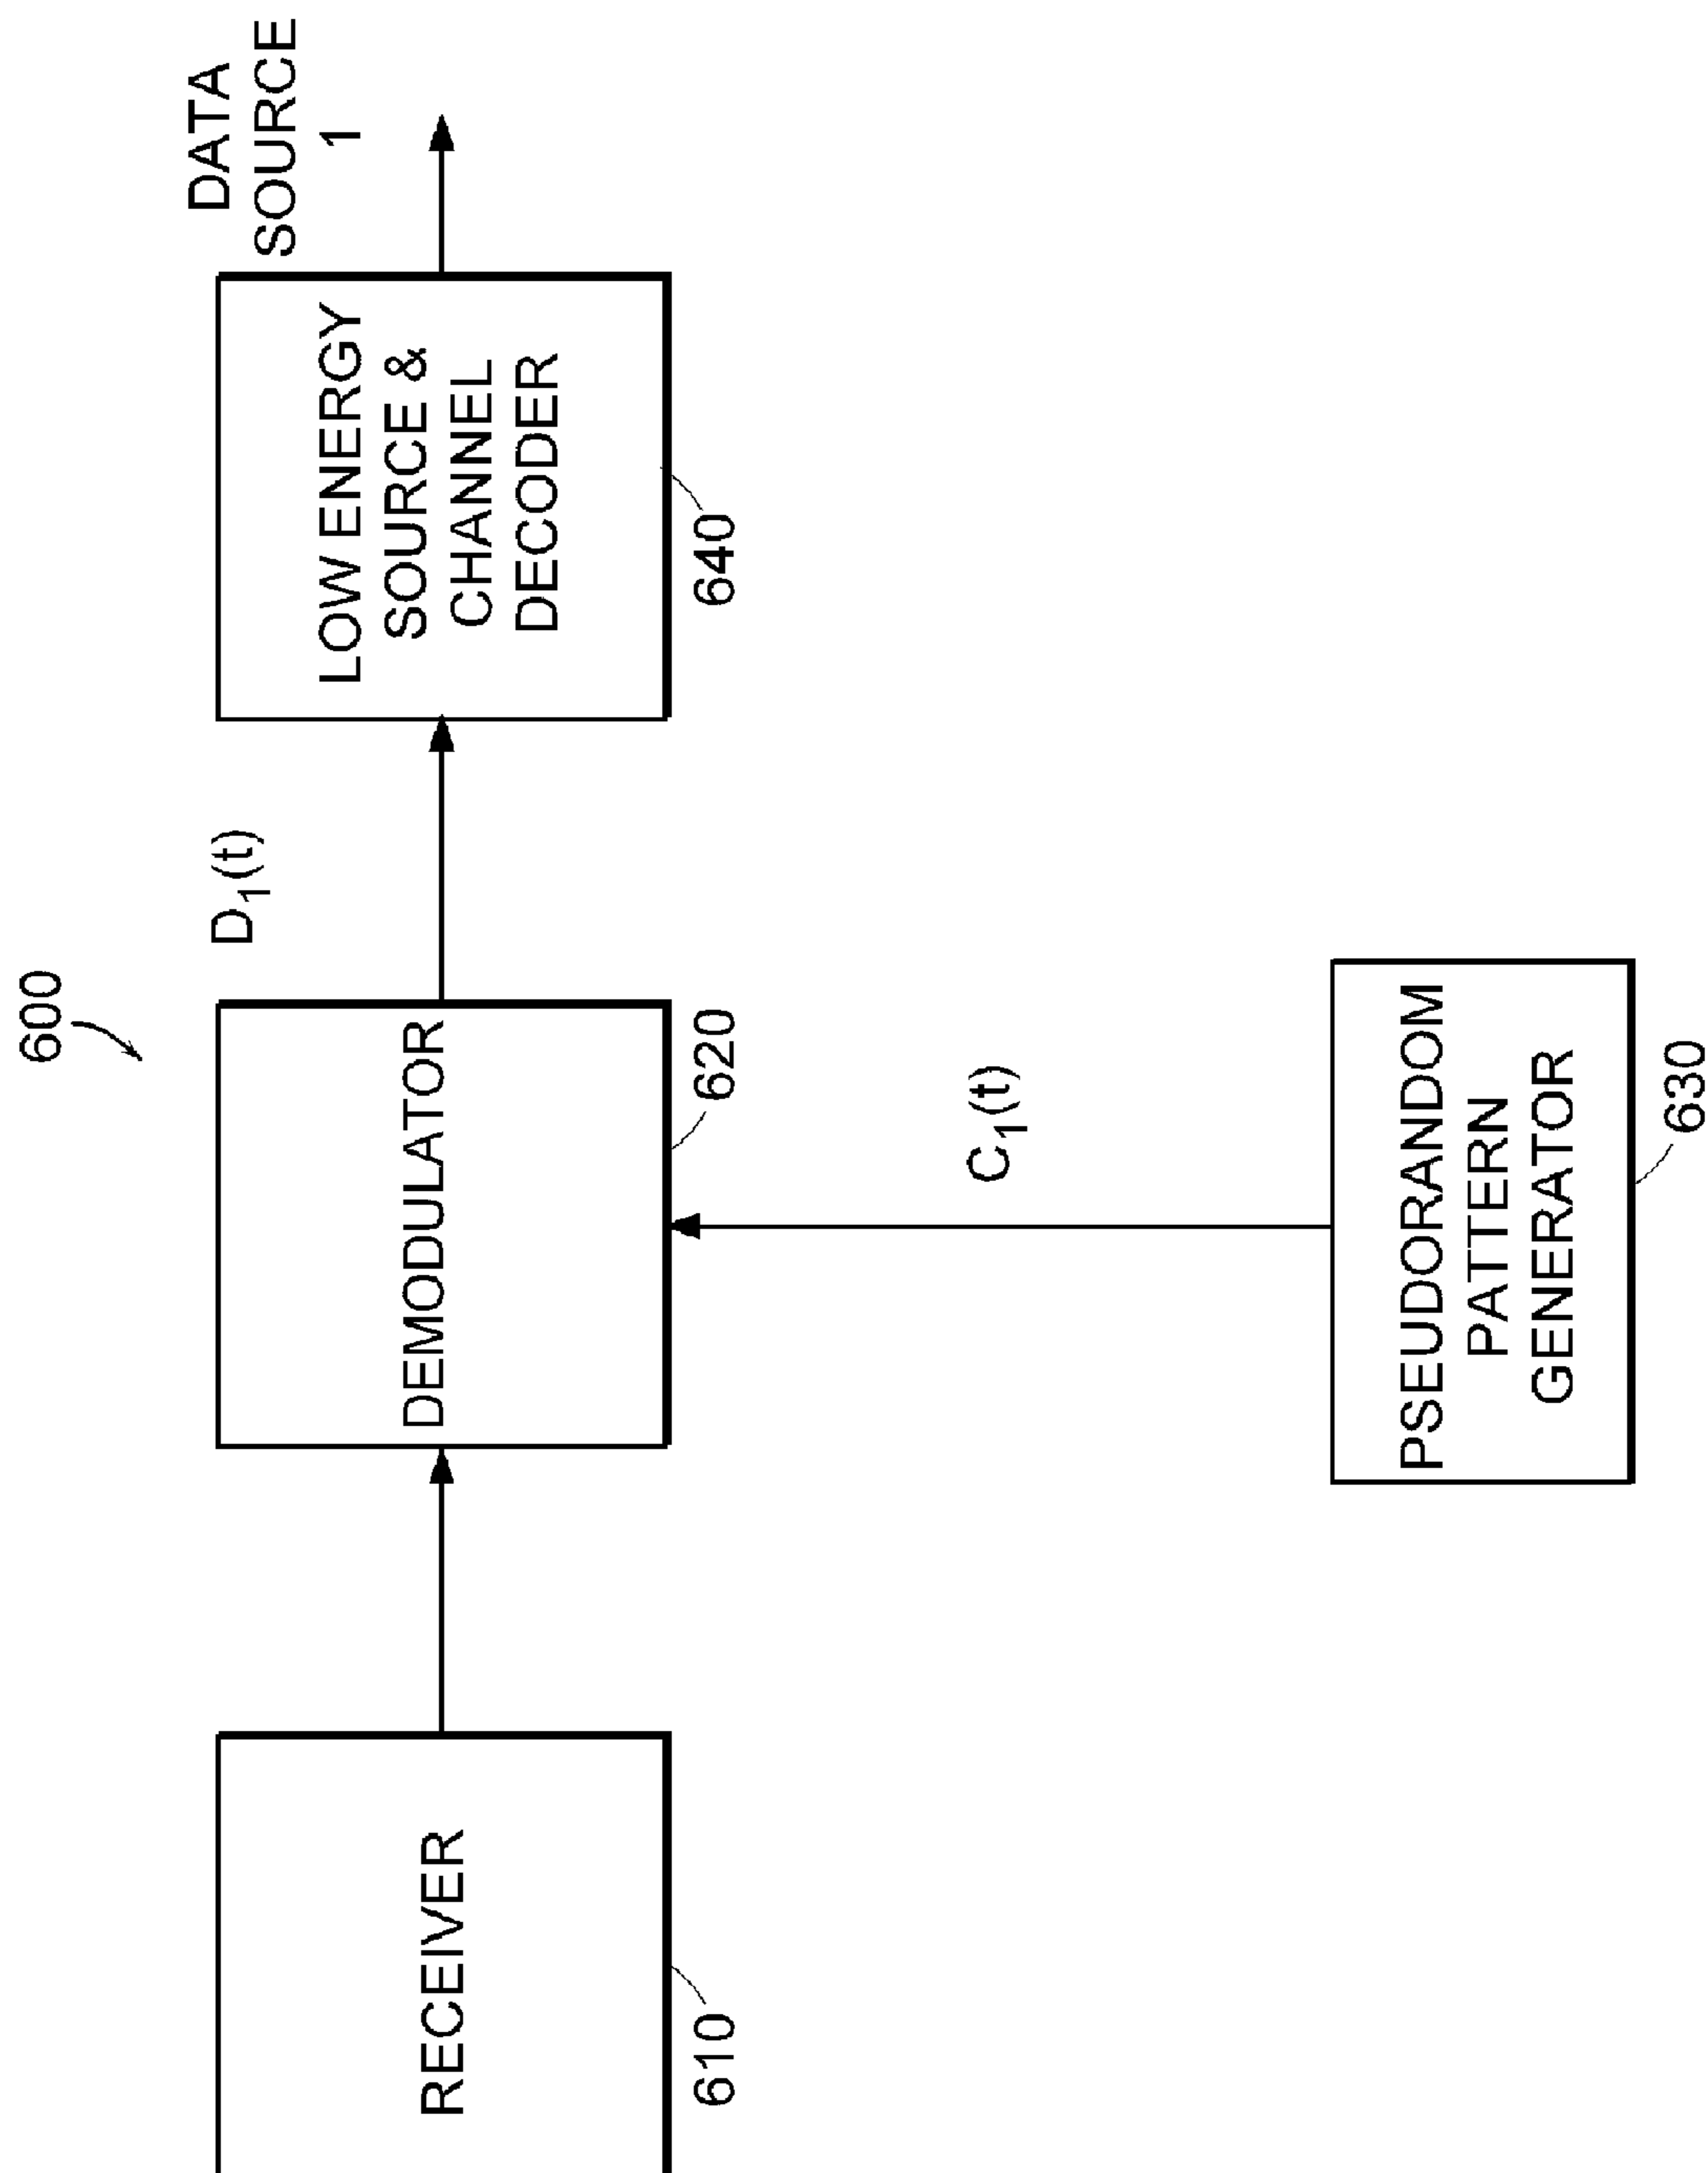 600
RECEIVER
610
DEMODULATOR
620
D1(t)
LOW ENERGY
SOURCE &
CHANNEL
DECODER
640
DATA
SOURCE
1
C1(t)
PSEUDORANDOM
PATTERN
GENERATOR
630